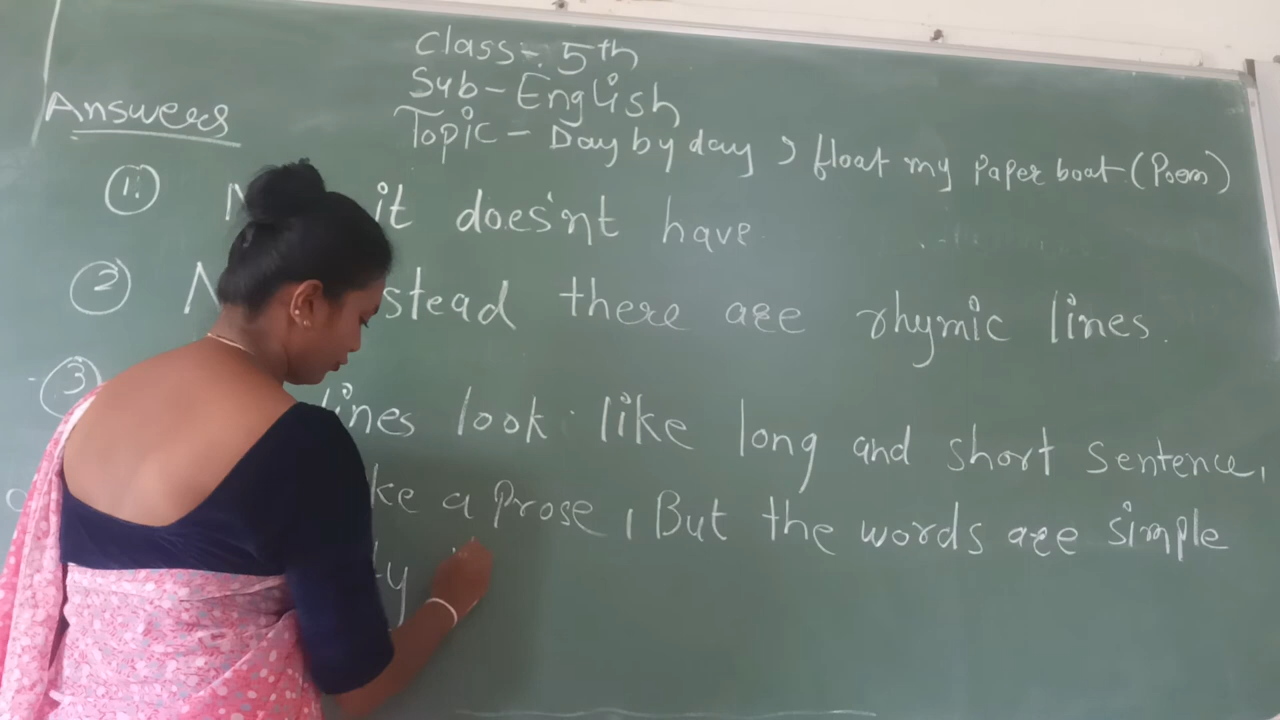 Class:- 5th
Sub - English
Topic - Day by day I float my Paper boat (Poem)
Answers
1. it does'nt have
2 stead there are rhymic lines.
3 lines look like long and short sentence,
ke a Prose, But the words are simple
y